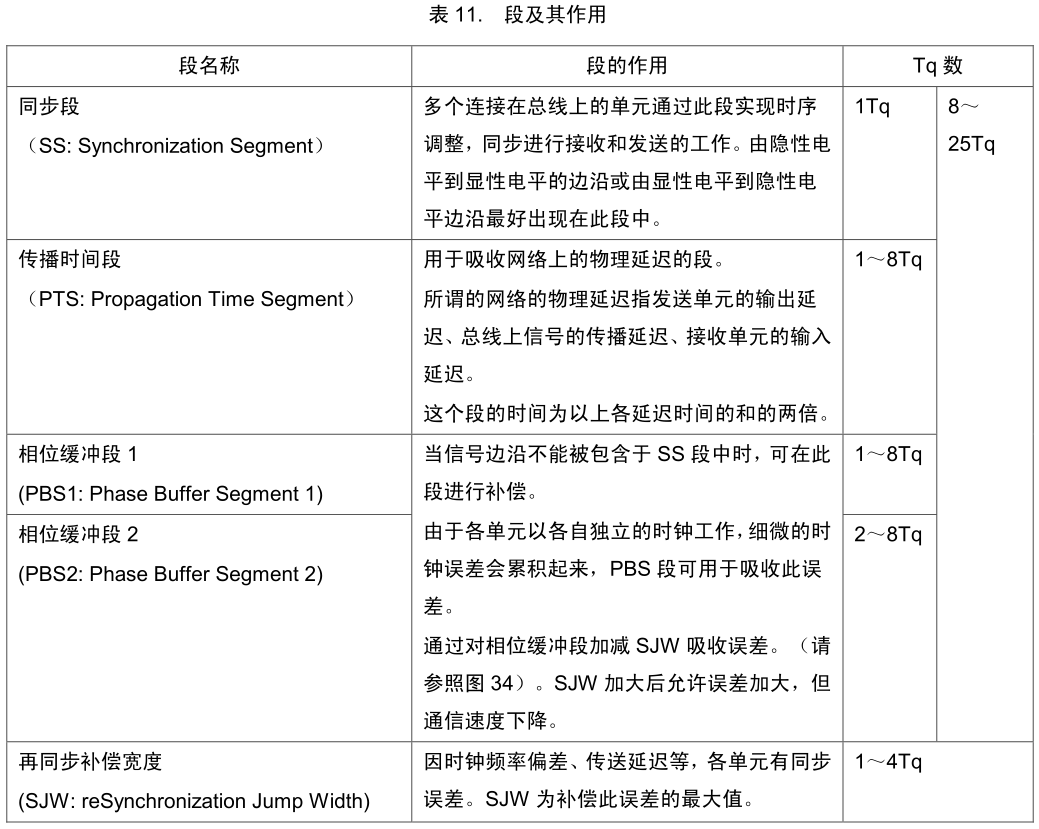 表 11. 段及其作用
段名称
段的作用
Tq 数
同步段
（SS: Synchronization Segment）
多个连接在总线上的单元通过此段实现时序
调整，同步进行接收和发送的工作。由隐性电
平到显性电平的边沿或由显性电平到隐性电
平边沿最好出现在此段中。
1Tq
8～
25Tq
传播时间段
（PTS: Propagation Time Segment）
用于吸收网络上的物理延迟的段。
所谓的网络的物理延迟指发送单元的输出延
迟、总线上信号的传播延迟、接收单元的输入
延迟。
这个段的时间为以上各延迟时间的和的两倍。
1～8Tq
相位缓冲段 1
(PBS1: Phase Buffer Segment 1)
当信号边沿不能被包含于 SS 段中时，可在此
段进行补偿。
1～8Tq
相位缓冲段 2
(PBS2: Phase Buffer Segment 2)
由于各单元以各自独立的时钟工作，细微的时
钟误差会累积起来，PBS 段可用于吸收此误
差。
通过对相位缓冲段加减 SJW 吸收误差。（请
参照图 34）。SJW 加大后允许误差加大，但
通信速度下降。
2～8Tq
再同步补偿宽度
(SJW: reSynchronization Jump Width)
因时钟频率偏差、传送延迟等，各单元有同步
误差。SJW 为补偿此误差的最大值。
1～4Tq